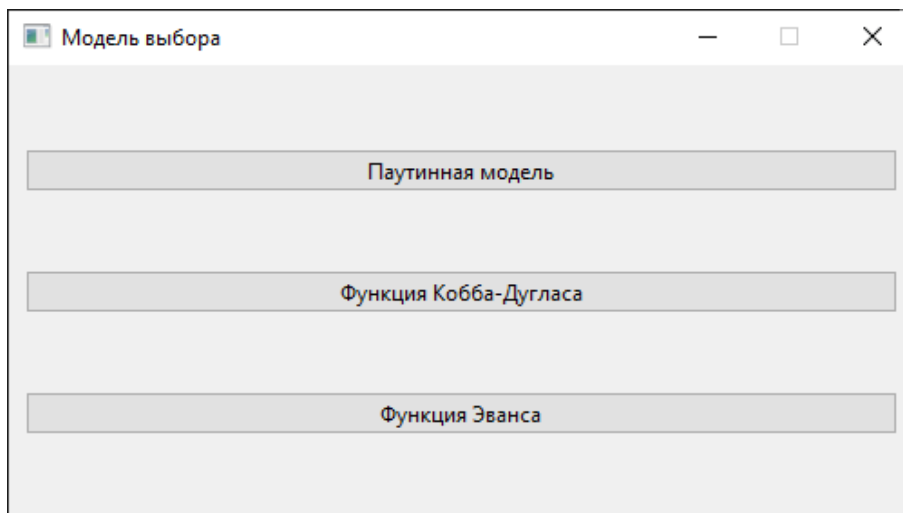 Модель выбора
Паутинная модель
Функция Кобба-Дугласа
Функция Эванса